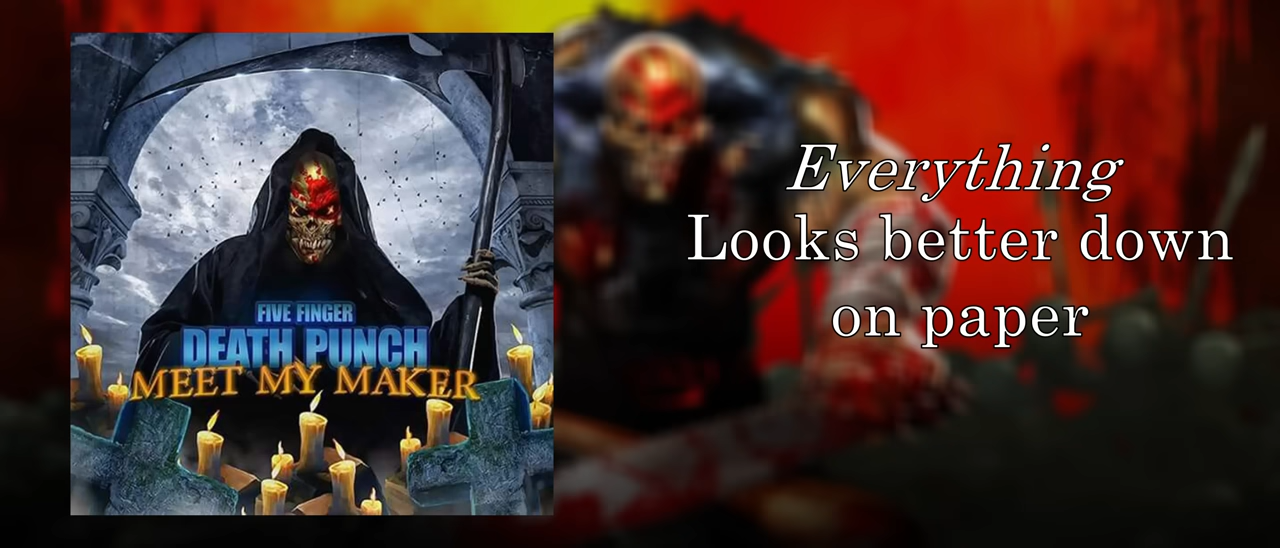 FIVE FINGER
DEATH PUNCH
MEET MY MAKER
Everything
Looks better down
on paper